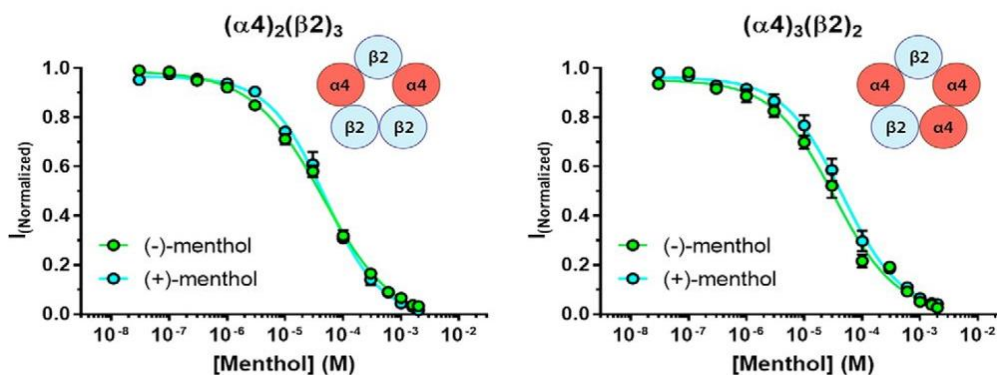 (α4)₂(β2)₃
1.0
0.8
0.6
0.4
0.2
0.0
I(Normalized)
β2
α4 α4
β2 β2
(-)-menthol
(+)-menthol
10⁻⁸ 10⁻⁷ 10⁻⁶ 10⁻⁵ 10⁻⁴ 10⁻³ 10⁻²
[Menthol] (M)
(α4)₃(β2)₂
1.0
0.8
0.6
0.4
0.2
0.0
I(Normalized)
β2
α4 α4
β2 α4
(-)-menthol
(+)-menthol
10⁻⁸ 10⁻⁷ 10⁻⁶ 10⁻⁵ 10⁻⁴ 10⁻³ 10⁻²
[Menthol] (M)